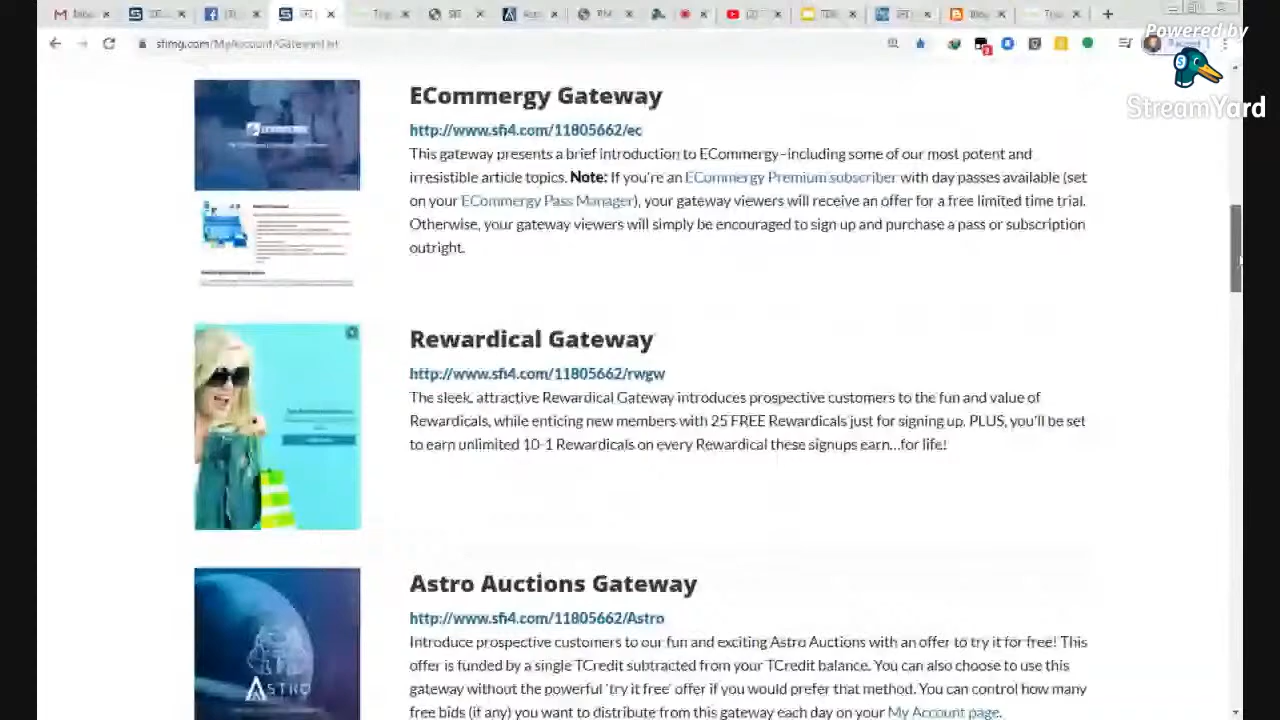 Powered by
StreamYard
sfimg.com/MyAccount/GatewayList
ECommergy Gateway
http://www.sfi4.com/11805662/ec
This gateway presents a brief introduction to ECommergy–including some of our most potent and
irresistible article topics. Note: If you're an ECommergy Premium subscriber with day passes available (set
on your ECommergy Pass Manager), your gateway viewers will receive an offer for a free limited time trial.
Otherwise, your gateway viewers will simply be encouraged to sign up and purchase a pass or subscription
outright.
Rewardical Gateway
http://www.sfi4.com/11805662/rwgw
The sleek, attractive Rewardical Gateway introduces prospective customers to the fun and value of
Rewardicals, while enticing new members with 25 FREE Rewardicals just for signing up. PLUS, you'll be set
to earn unlimited 10-1 Rewardicals on every Rewardical these signups earn...for life!
ASTRO
Astro Auctions Gateway
http://www.sfi4.com/11805662/Astro
Introduce prospective customers to our fun and exciting Astro Auctions with an offer to try it for free! This
offer is funded by a single TCredit subtracted from your TCredit balance. You can also choose to use this
gateway without the powerful 'try it free' offer if you would prefer that method. You can control how many
free bids (if any) you want to distribute from this gateway each day on your My Account page.